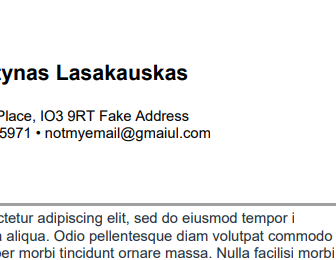 tynas Lasakauskas
Place, IO3 9RT Fake Address
5971 • notmyemail@gmaiul.com
ctetur adipiscing elit, sed do eiusmod tempor i
aliqua. Odio pellentesque diam volutpat commodo
per morbi tincidunt ornare massa. Nulla facilisi morbi